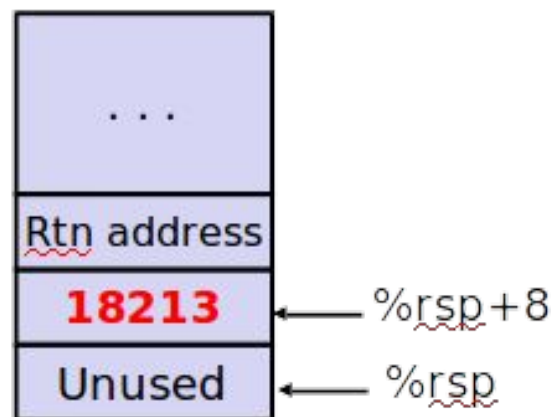 . . .
Rtn address
18213
%rsp+8
Unused
%rsp